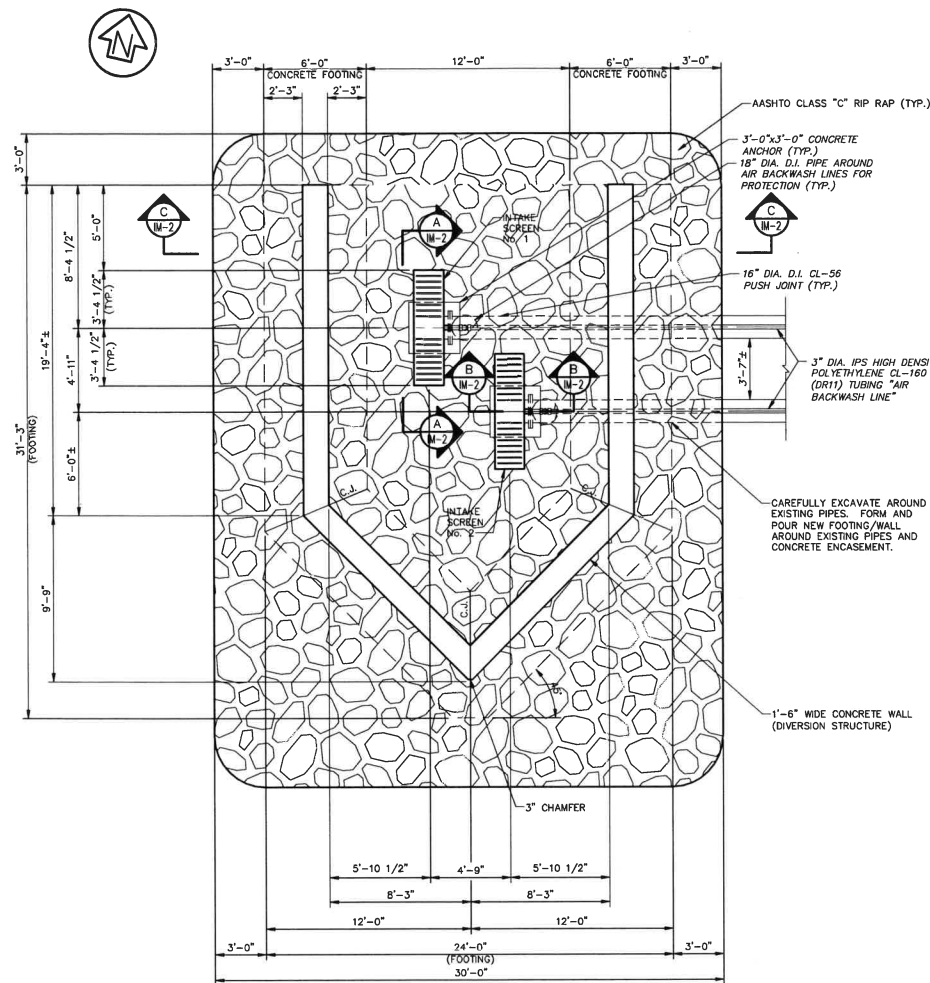 N
3'-0"
6'-0"
12'-0"
6'-0"
3'-0"
CONCRETE FOOTING
CONCRETE FOOTING
2'-3"
2'-3"
AASHTO CLASS "C" RIP RAP (TYP.)
3'-0"x3'-0" CONCRETE
ANCHOR (TYP.)
18" DIA. D.I. PIPE AROUND
AIR BACKWASH LINES FOR
PROTECTION (TYP.)
3'-0"
C
IM-2
C
IM-2
A
IM-2
INTAKE
SCREEN
No. 1
5'-0"
8'-4 1/2"
3'-4 1/2"
(TYP.)
16" DIA. D.I. CL-56
PUSH JOINT (TYP.)
19'-4"±
4'-11"
3'-4 1/2"
(TYP.)
3'-7"±
3" DIA. IPS HIGH DENSI
POLYETHYLENE CL-160
(DR11) TUBING "AIR
BACKWASH LINE"
B
IM-2
B
IM-2
A
IM-2
31'-3"
(FOOTING)
6'-0"±
C.J.
C.J.
INTAKE
SCREEN
No. 2
CAREFULLY EXCAVATE AROUND
EXISTING PIPES. FORM AND
POUR NEW FOOTING/WALL
AROUND EXISTING PIPES AND
CONCRETE ENCASEMENT.
9'-9"
C.J.
1'-6" WIDE CONCRETE WALL
(DIVERSION STRUCTURE)
3" CHAMFER
5'-10 1/2"
4'-9"
5'-10 1/2"
8'-3"
8'-3"
12'-0"
12'-0"
3'-0"
24'-0"
3'-0"
(FOOTING)
30'-0"